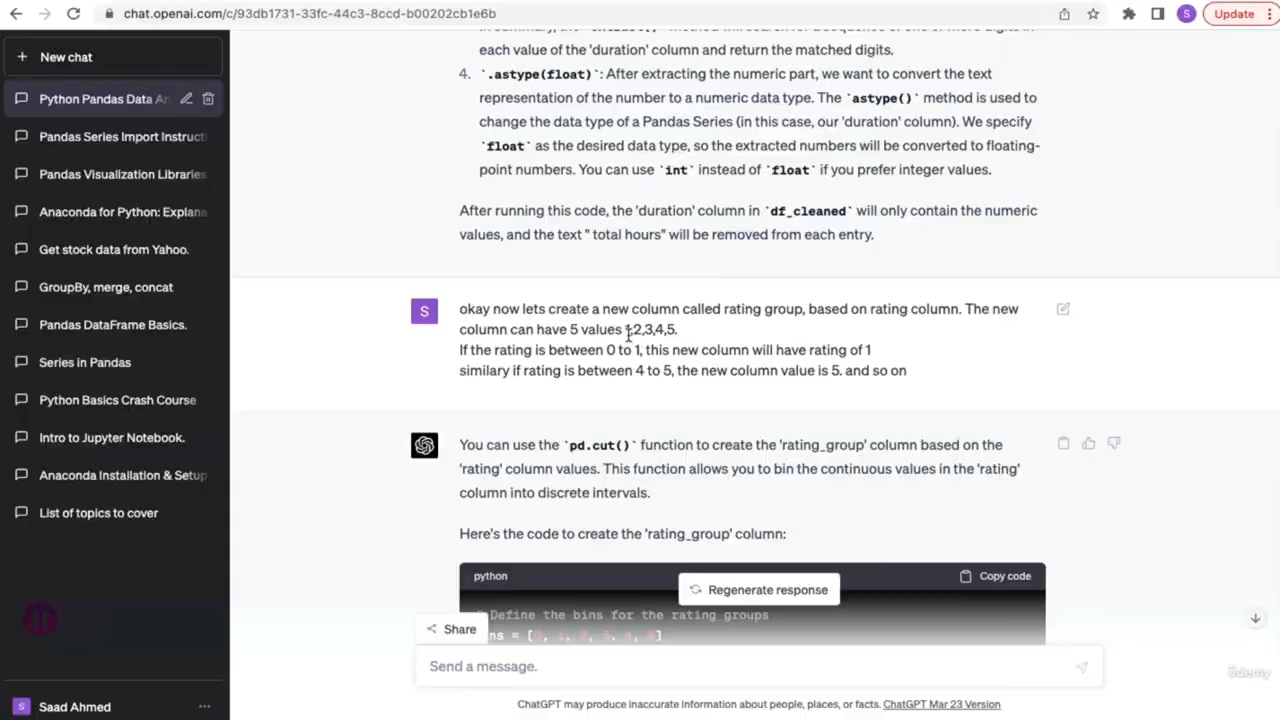 chat.openai.com/c/93db1731-33fc-44c3-8ccd-b00202cb1e6b
S
Update
New chat
Python Pandas Data An
Pandas Series Import Instructi
Pandas Visualization Libraries
Anaconda for Python: Explana
Get stock data from Yahoo.
GroupBy, merge, concat
Pandas DataFrame Basics.
Series in Pandas
Python Basics Crash Course
Intro to Jupyter Notebook.
Anaconda Installation & Setup
List of topics to cover
S Saad Ahmed
each value of the 'duration' column and return the matched digits.
4. `.astype(float)`: After extracting the numeric part, we want to convert the text
representation of the number to a numeric data type. The `astype()` method is used to
change the data type of a Pandas Series (in this case, our 'duration' column). We specify
`float` as the desired data type, so the extracted numbers will be converted to floating-
point numbers. You can use `int` instead of `float` if you prefer integer values.
After running this code, the 'duration' column in `df_cleaned` will only contain the numeric
values, and the text " total hours" will be removed from each entry.
S
okay now lets create a new column called rating group, based on rating column. The new
column can have 5 values 1,2,3,4,5.
If the rating is between 0 to 1, this new column will have rating of 1
similary if rating is between 4 to 5, the new column value is 5. and so on
You can use the `pd.cut()` function to create the 'rating_group' column based on the
'rating' column values. This function allows you to bin the continuous values in the 'rating'
column into discrete intervals.
Here's the code to create the 'rating_group' column:
python
Copy code
Regenerate response
# Define the bins for the rating groups
Share
Send a message.
ChatGPT may produce inaccurate information about people, places, or facts. ChatGPT Mar 23 Version
ûdemy